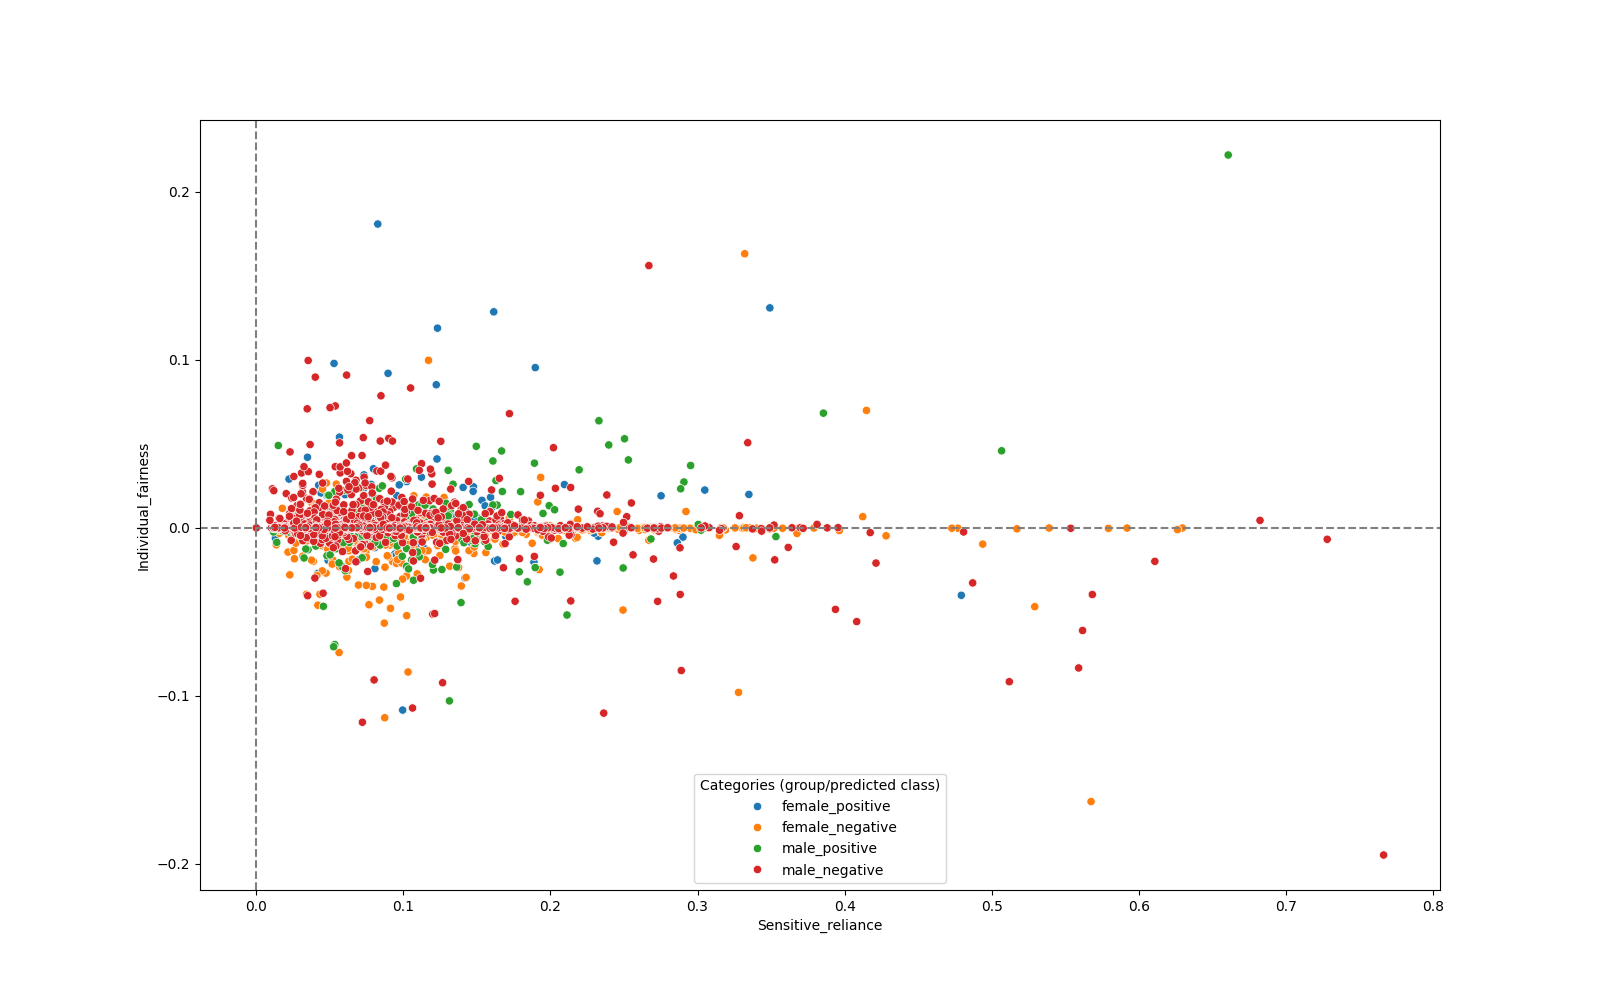 0.2
0.1
0.0
−0.1
−0.2
Individual_fairness
Categories (group/predicted class)
female_positive
female_negative
male_positive
male_negative
0.0 0.1 0.2 0.3 0.4 0.5 0.6 0.7 0.8
Sensitive_reliance